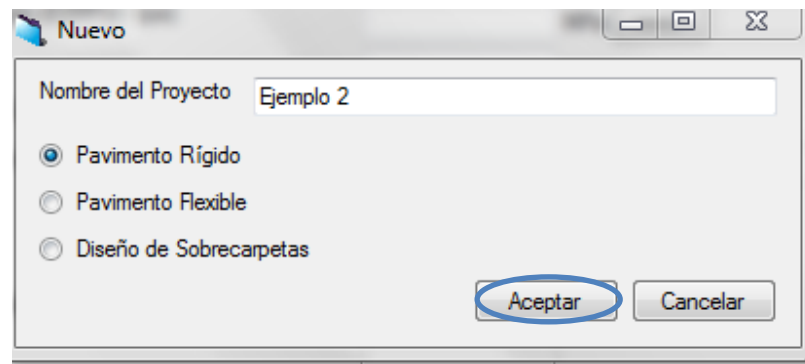 Nuevo
Nombre del Proyecto Ejemplo 2
Pavimento Rígido
Pavimento Flexible
Diseño de Sobrecarpetas
Aceptar Cancelar